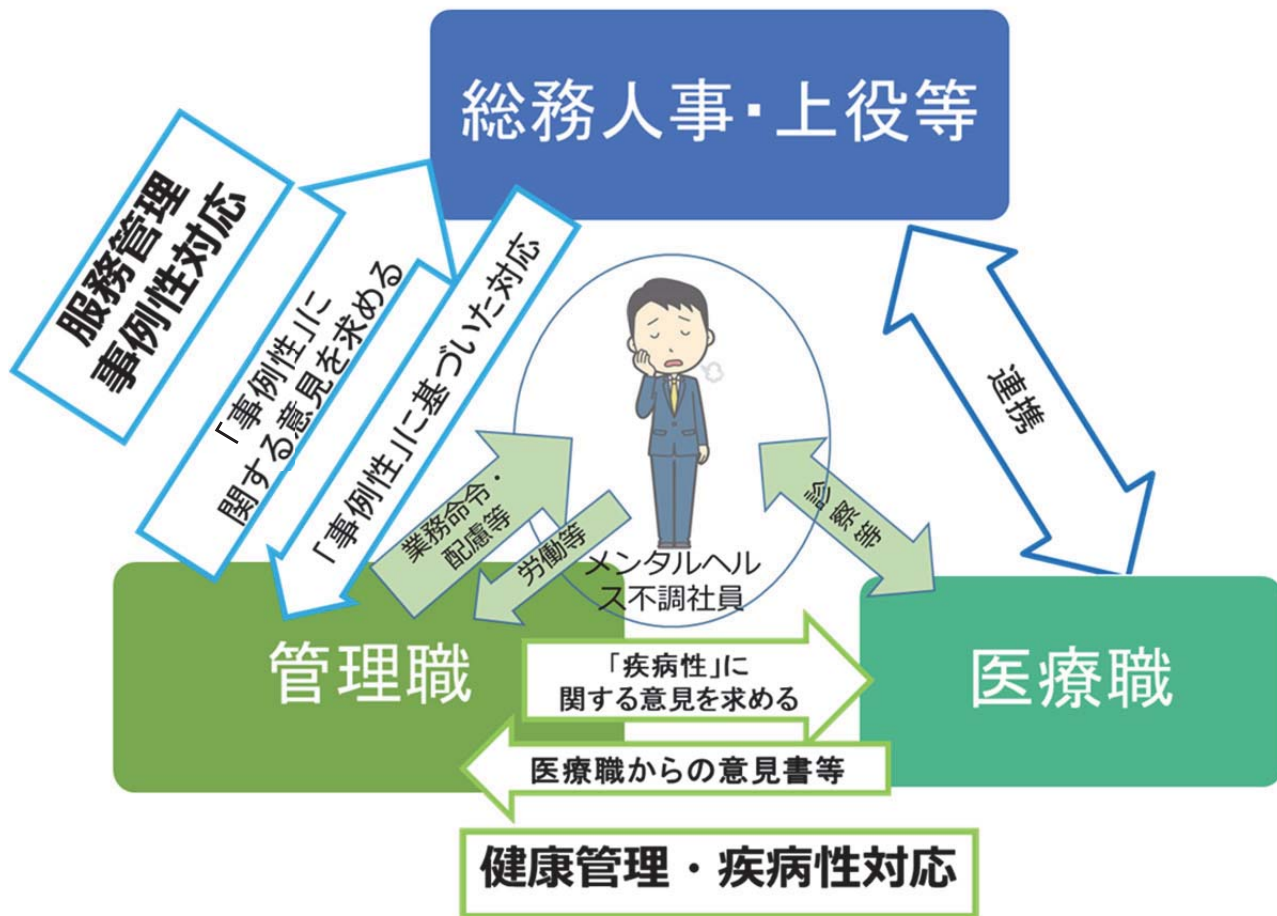 総務人事・上役等
服務管理
事例性対応
「事例性」に
関する意見を求める
「事例性」に基づいた対応
連携
業務命令・
配慮等
労働等
診察等
メンタルヘル
ス不調社員
管理職
「疾病性」に
関する意見を求める
医療職
医療職からの意見書等
健康管理・疾病性対応